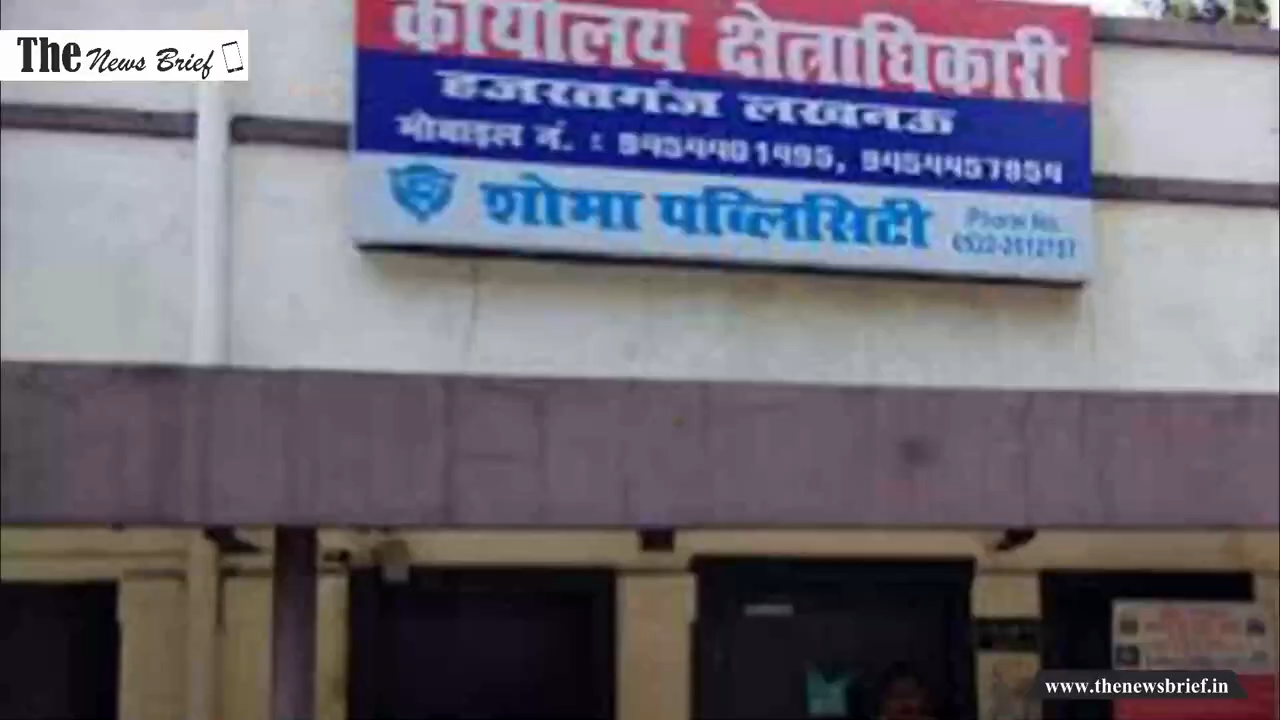 The News Brief
कार्यालय क्षेत्राधिकारी
हजरतगंज लखनऊ
मोबाइल नं. : 9454401495, 9454457854
शोभा पब्लिसिटी
Phone No.
www.thenewsbrief.in